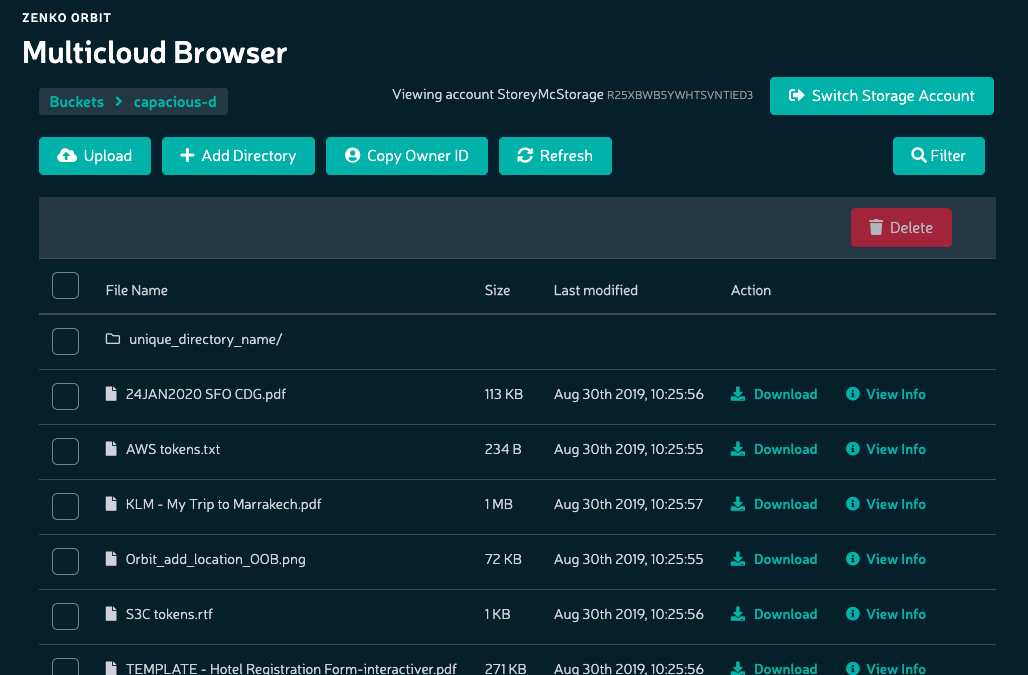 ZENKO ORBIT
Multicloud Browser
Buckets > capacious-d
Viewing account StoreyMcStorage R25XBWB5YWHTSVNTIED3
Switch Storage Account
Upload
Add Directory
Copy Owner ID
Refresh
Filter
Delete
File Name Size Last modified Action
unique_directory_name/
24JAN2020 SFO CDG.pdf 113 KB Aug 30th 2019, 10:25:56 Download View Info
AWS tokens.txt 234 B Aug 30th 2019, 10:25:55 Download View Info
KLM - My Trip to Marrakech.pdf 1 MB Aug 30th 2019, 10:25:57 Download View Info
Orbit_add_location_OOB.png 72 KB Aug 30th 2019, 10:25:55 Download View Info
S3C tokens.rtf 1 KB Aug 30th 2019, 10:25:56 Download View Info
TEMPLATE - Hotel Registration Form-interactiver.pdf 271 KB Aug 30th 2019, 10:25:56 Download View Info